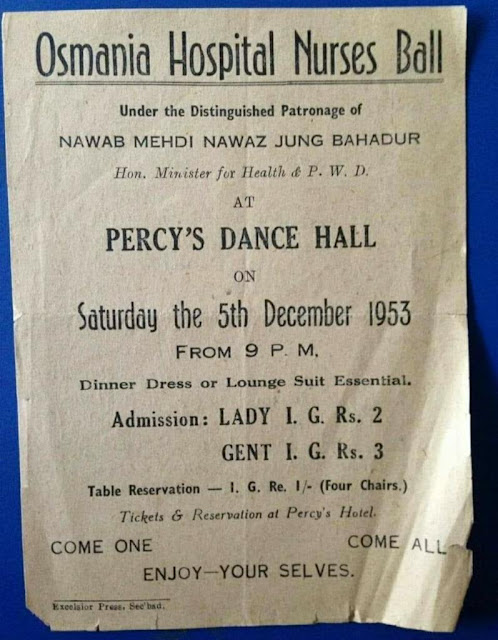 Osmania Hospital Nurses Ball
Under the Distinguished Patronage of
NAWAB MEHDI NAWAZ JUNG BAHADUR
Hon. Minister for Health & P. W. D.
AT
PERCY'S DANCE HALL
ON
Saturday the 5th December 1953
FROM 9 P. M.
Dinner Dress or Lounge Suit Essential.
Admission: LADY I. G. Rs. 2
GENT I. G. Rs. 3
Table Reservation — I. G. Re. 1/- (Four Chairs.)
Tickets & Reservation at Percy's Hotel.
COME ONE COME ALL
ENJOY—YOUR SELVES.
Excelsior Press, Sec'bad.